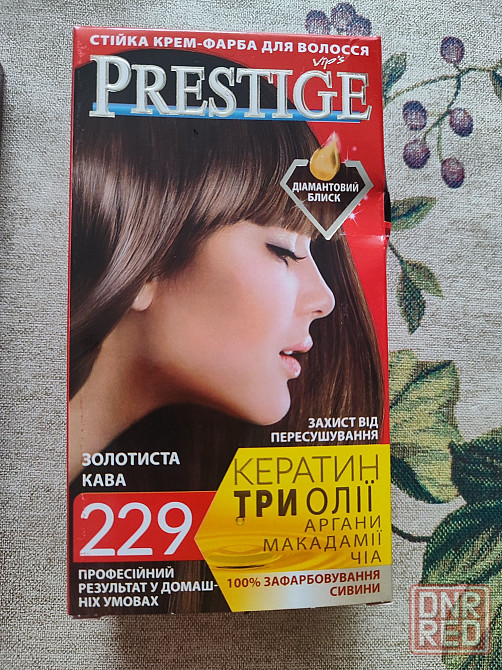 СТІЙКА КРЕМ-ФАРБА ДЛЯ ВОЛОССЯ
Vip's
PRESTIGE
ДІАМАНТОВИЙ
БЛИСК
ЗАХИСТ ВІД
ПЕРЕСУШУВАННЯ
ЗОЛОТИСТА
КАВА
229
КЕРАТИН
ТРИ ОЛІЇ
АРГАНИ
МАКАДАМІЇ
ЧІА
ПРОФЕСІЙНИЙ
РЕЗУЛЬТАТ У ДОМАШ-
НІХ УМОВАХ
100% ЗАФАРБОВУВАННЯ
СИВИНИ
DNR
RED